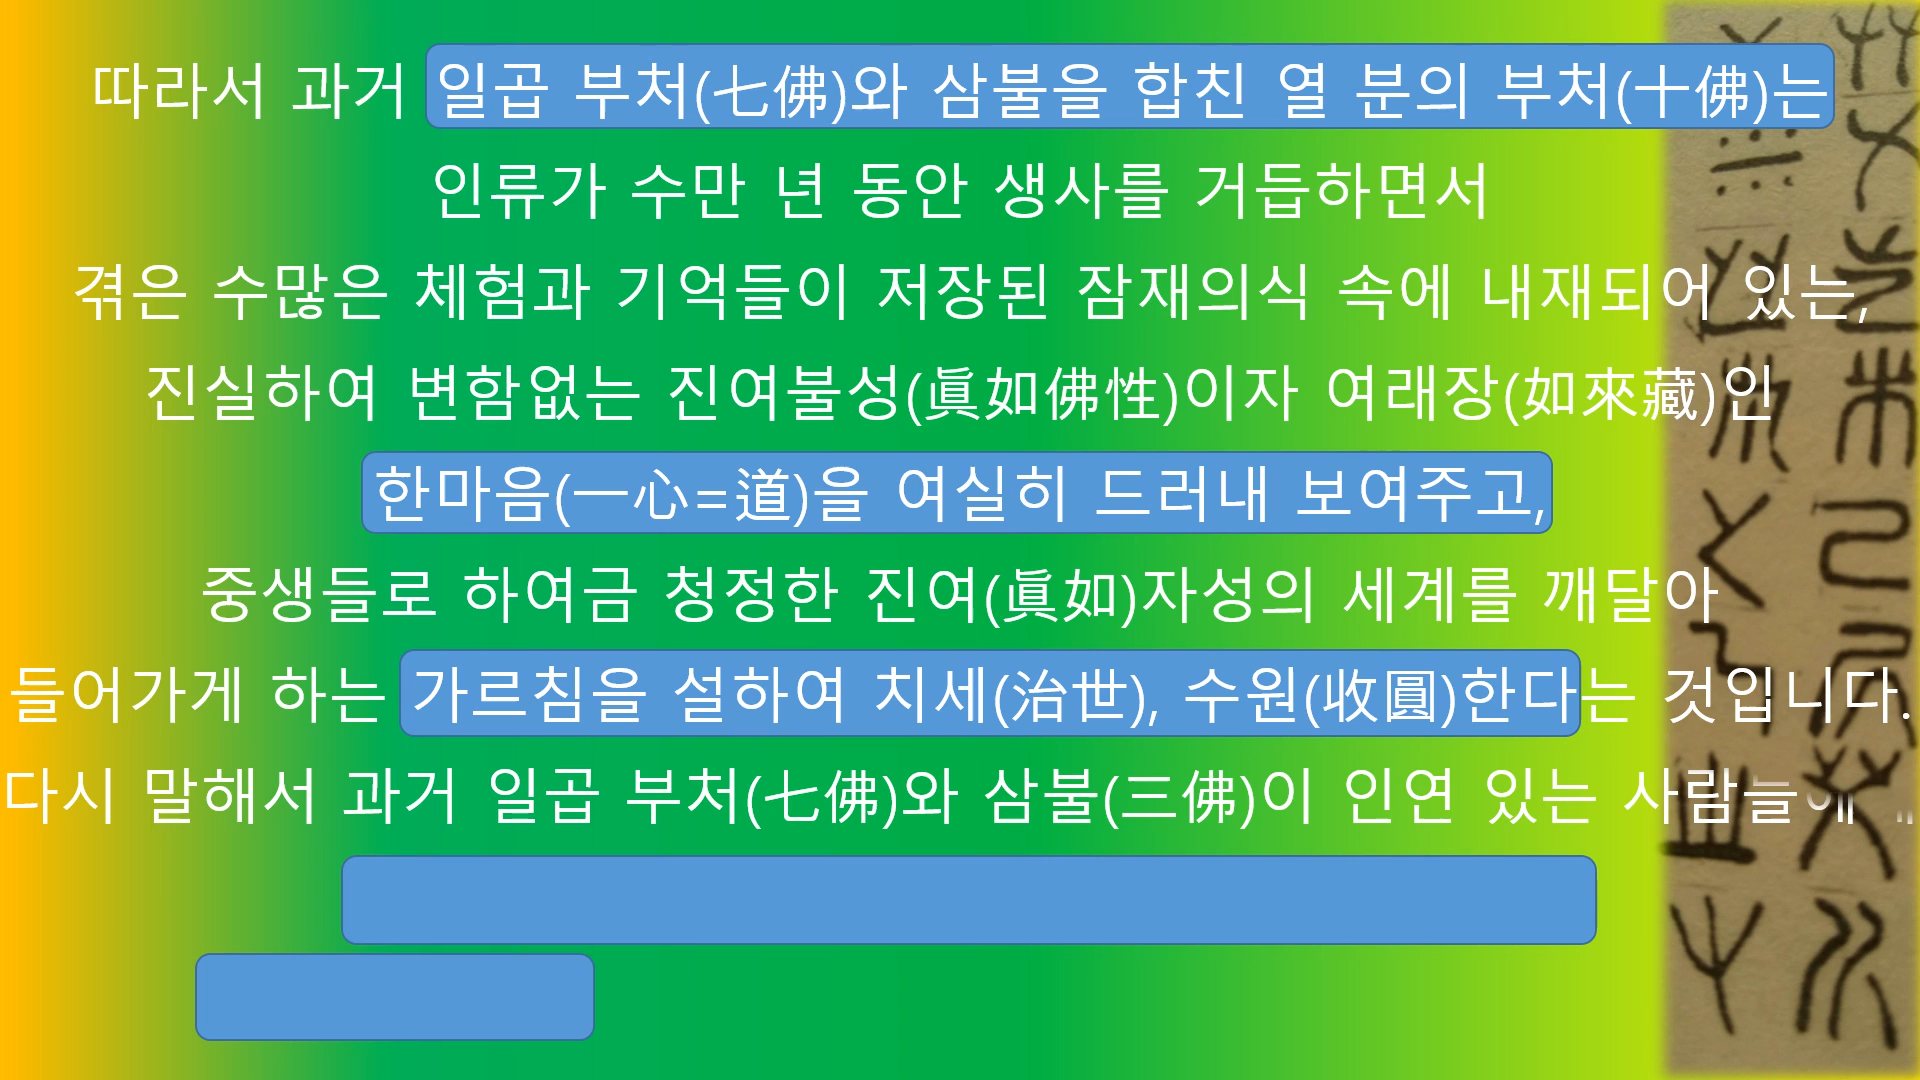 따라서 과거 일곱 부처(七佛)와 삼불을 합친 열 분의 부처(十佛)는
인류가 수만 년 동안 생사를 거듭하면서
겪은 수많은 체험과 기억들이 저장된 잠재의식 속에 내재되어 있는,
진실하여 변함없는 진여불성(眞如佛性)이자 여래장(如來藏)인
한마음(一心=道)을 여실히 드러내 보여주고,
중생들로 하여금 청정한 진여(眞如)자성의 세계를 깨달아
들어가게 하는 가르침을 설하여 치세(治世), 수원(收圓)한다는 것입니다.
다시 말해서 과거 일곱 부처(七佛)와 삼불(三佛)이 인연 있는 사람들에